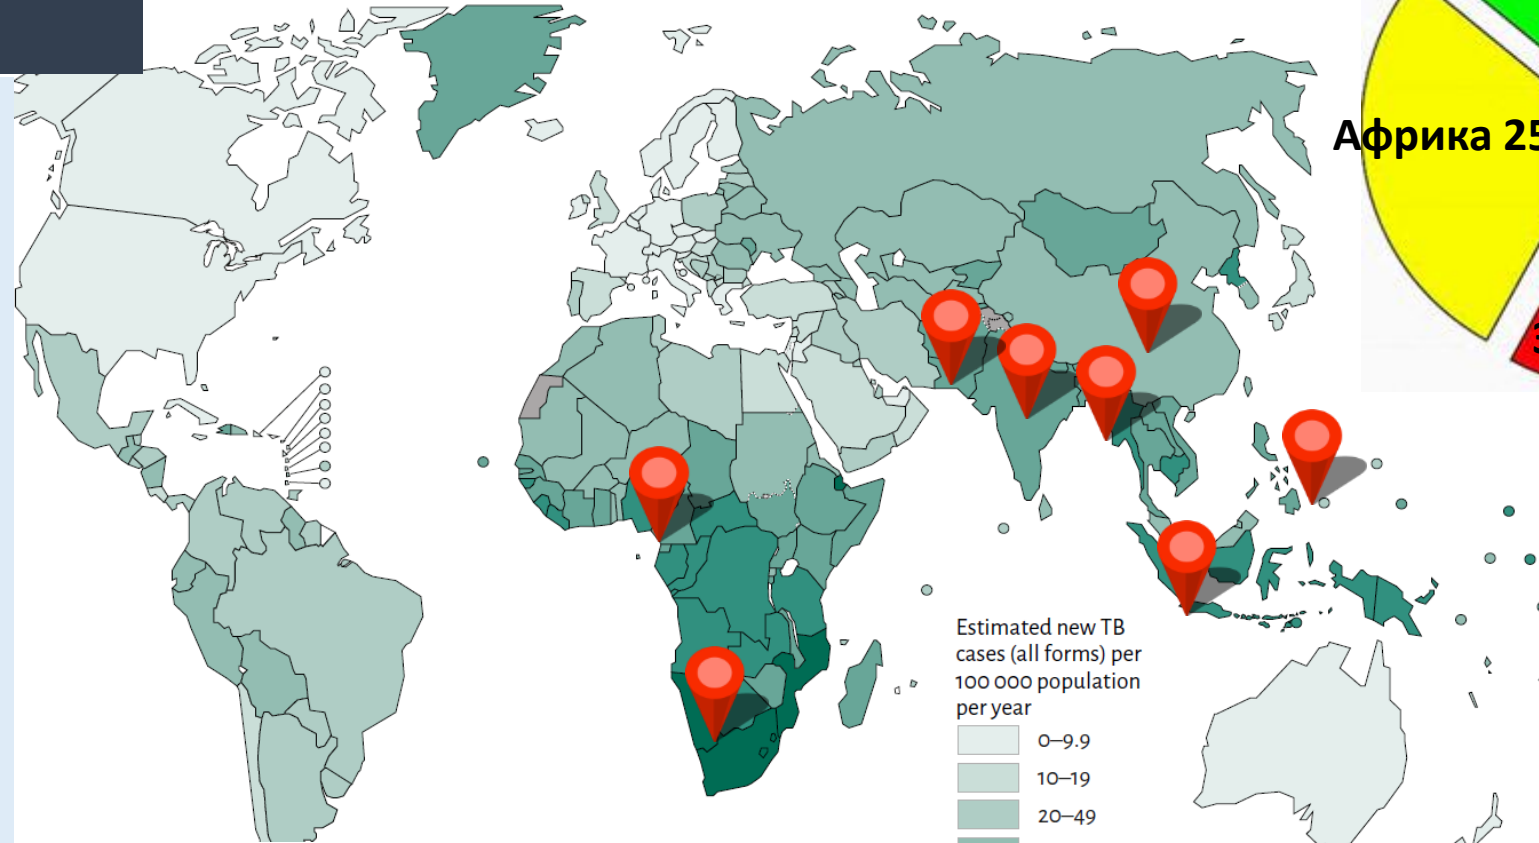 Африка 25
3
Estimated new TB
cases (all forms) per
100 000 population
per year
0–9.9
10–19
20–49